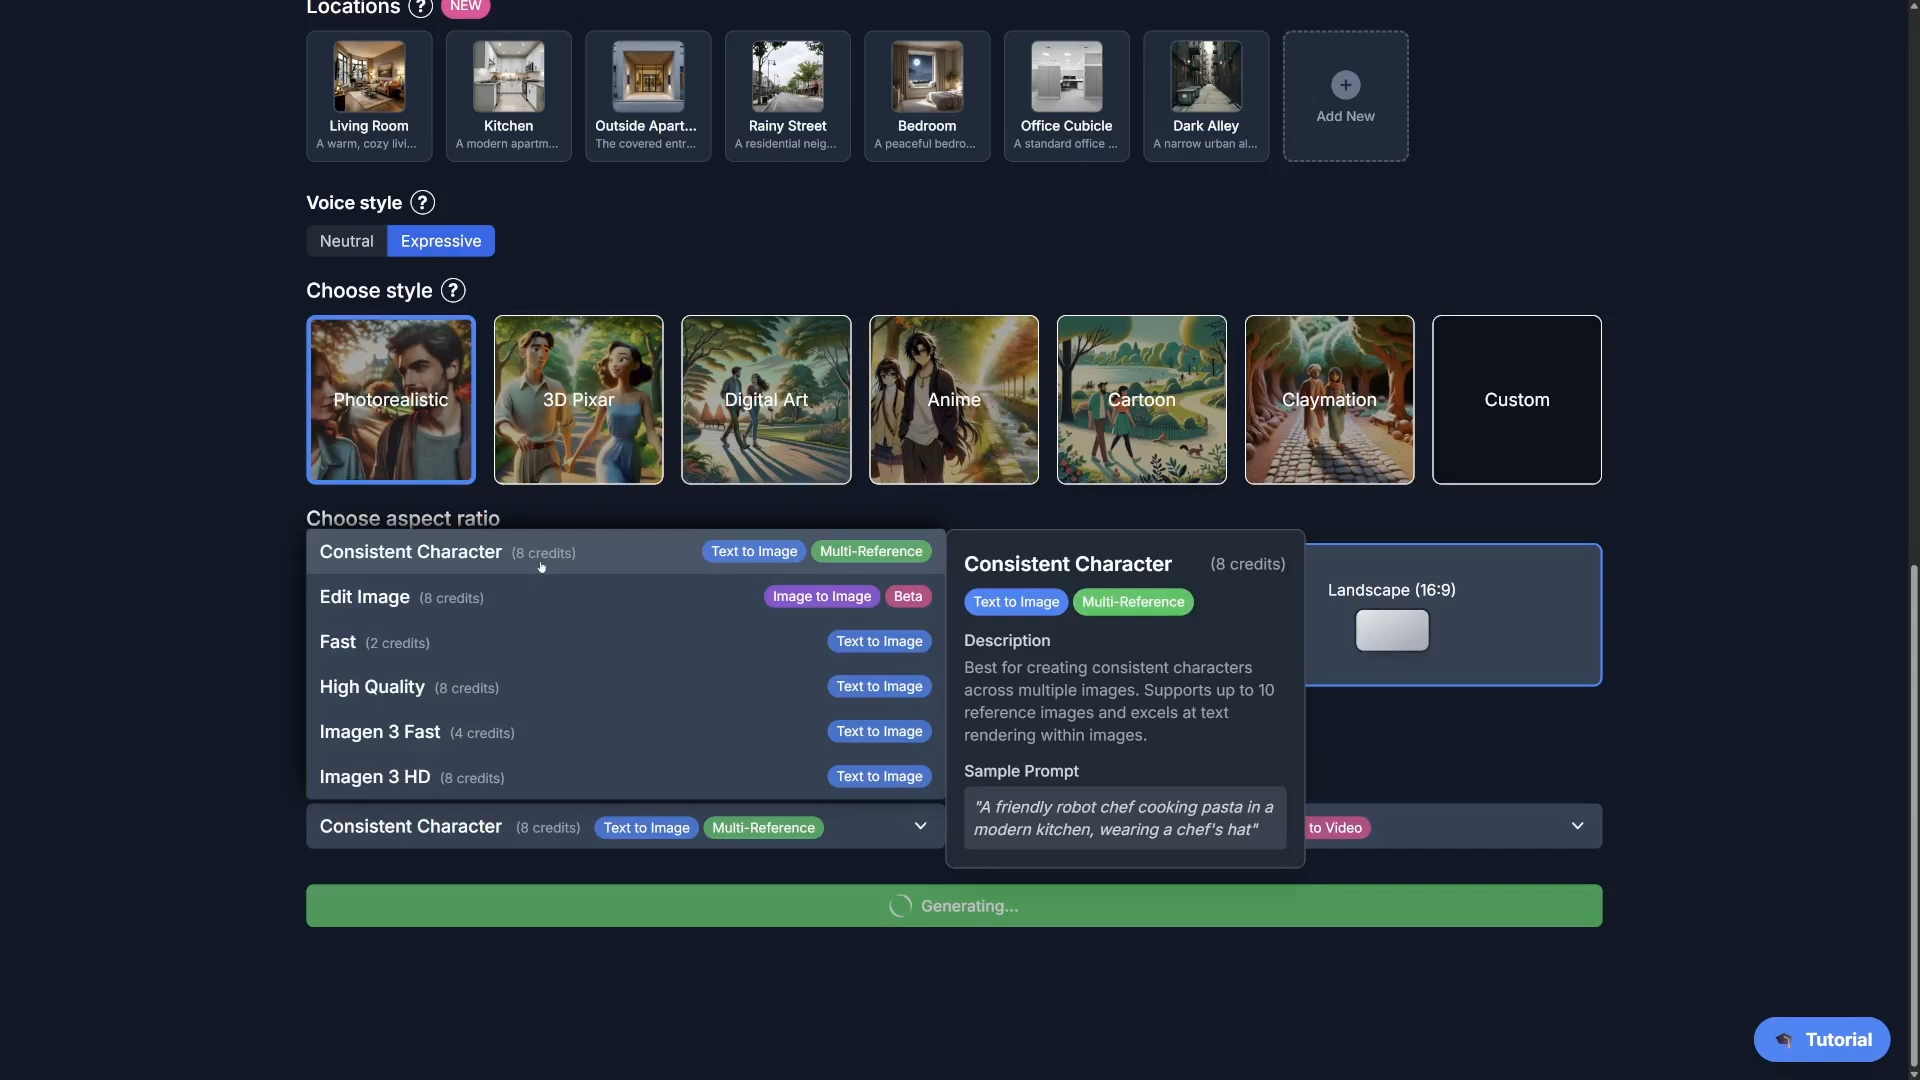 Locations ? NEW
Living Room
A warm, cozy livi...
Kitchen
A modern apartm...
Outside Apart...
The covered entr...
Rainy Street
A residential neig...
Bedroom
A peaceful bedro...
Office Cubicle
A standard office ...
Dark Alley
A narrow urban al...
+
Add New
Voice style ?
Neutral Expressive
Choose style ?
Photorealistic
3D Pixar
Digital Art
Anime
Cartoon
Claymation
Custom
Choose aspect ratio
Consistent Character (8 credits) Text to Image Multi-Reference
Edit Image (8 credits) Image to Image Beta
Fast (2 credits) Text to Image
High Quality (8 credits) Text to Image
Imagen 3 Fast (4 credits) Text to Image
Imagen 3 HD (8 credits) Text to Image
Consistent Character (8 credits) Text to Image Multi-Reference
Consistent Character (8 credits)
Text to Image Multi-Reference
Description
Best for creating consistent characters
across multiple images. Supports up to 10
reference images and excels at text
rendering within images.
Sample Prompt
"A friendly robot chef cooking pasta in a
modern kitchen, wearing a chef's hat"
Landscape (16:9)
to Video
Generating...
Tutorial